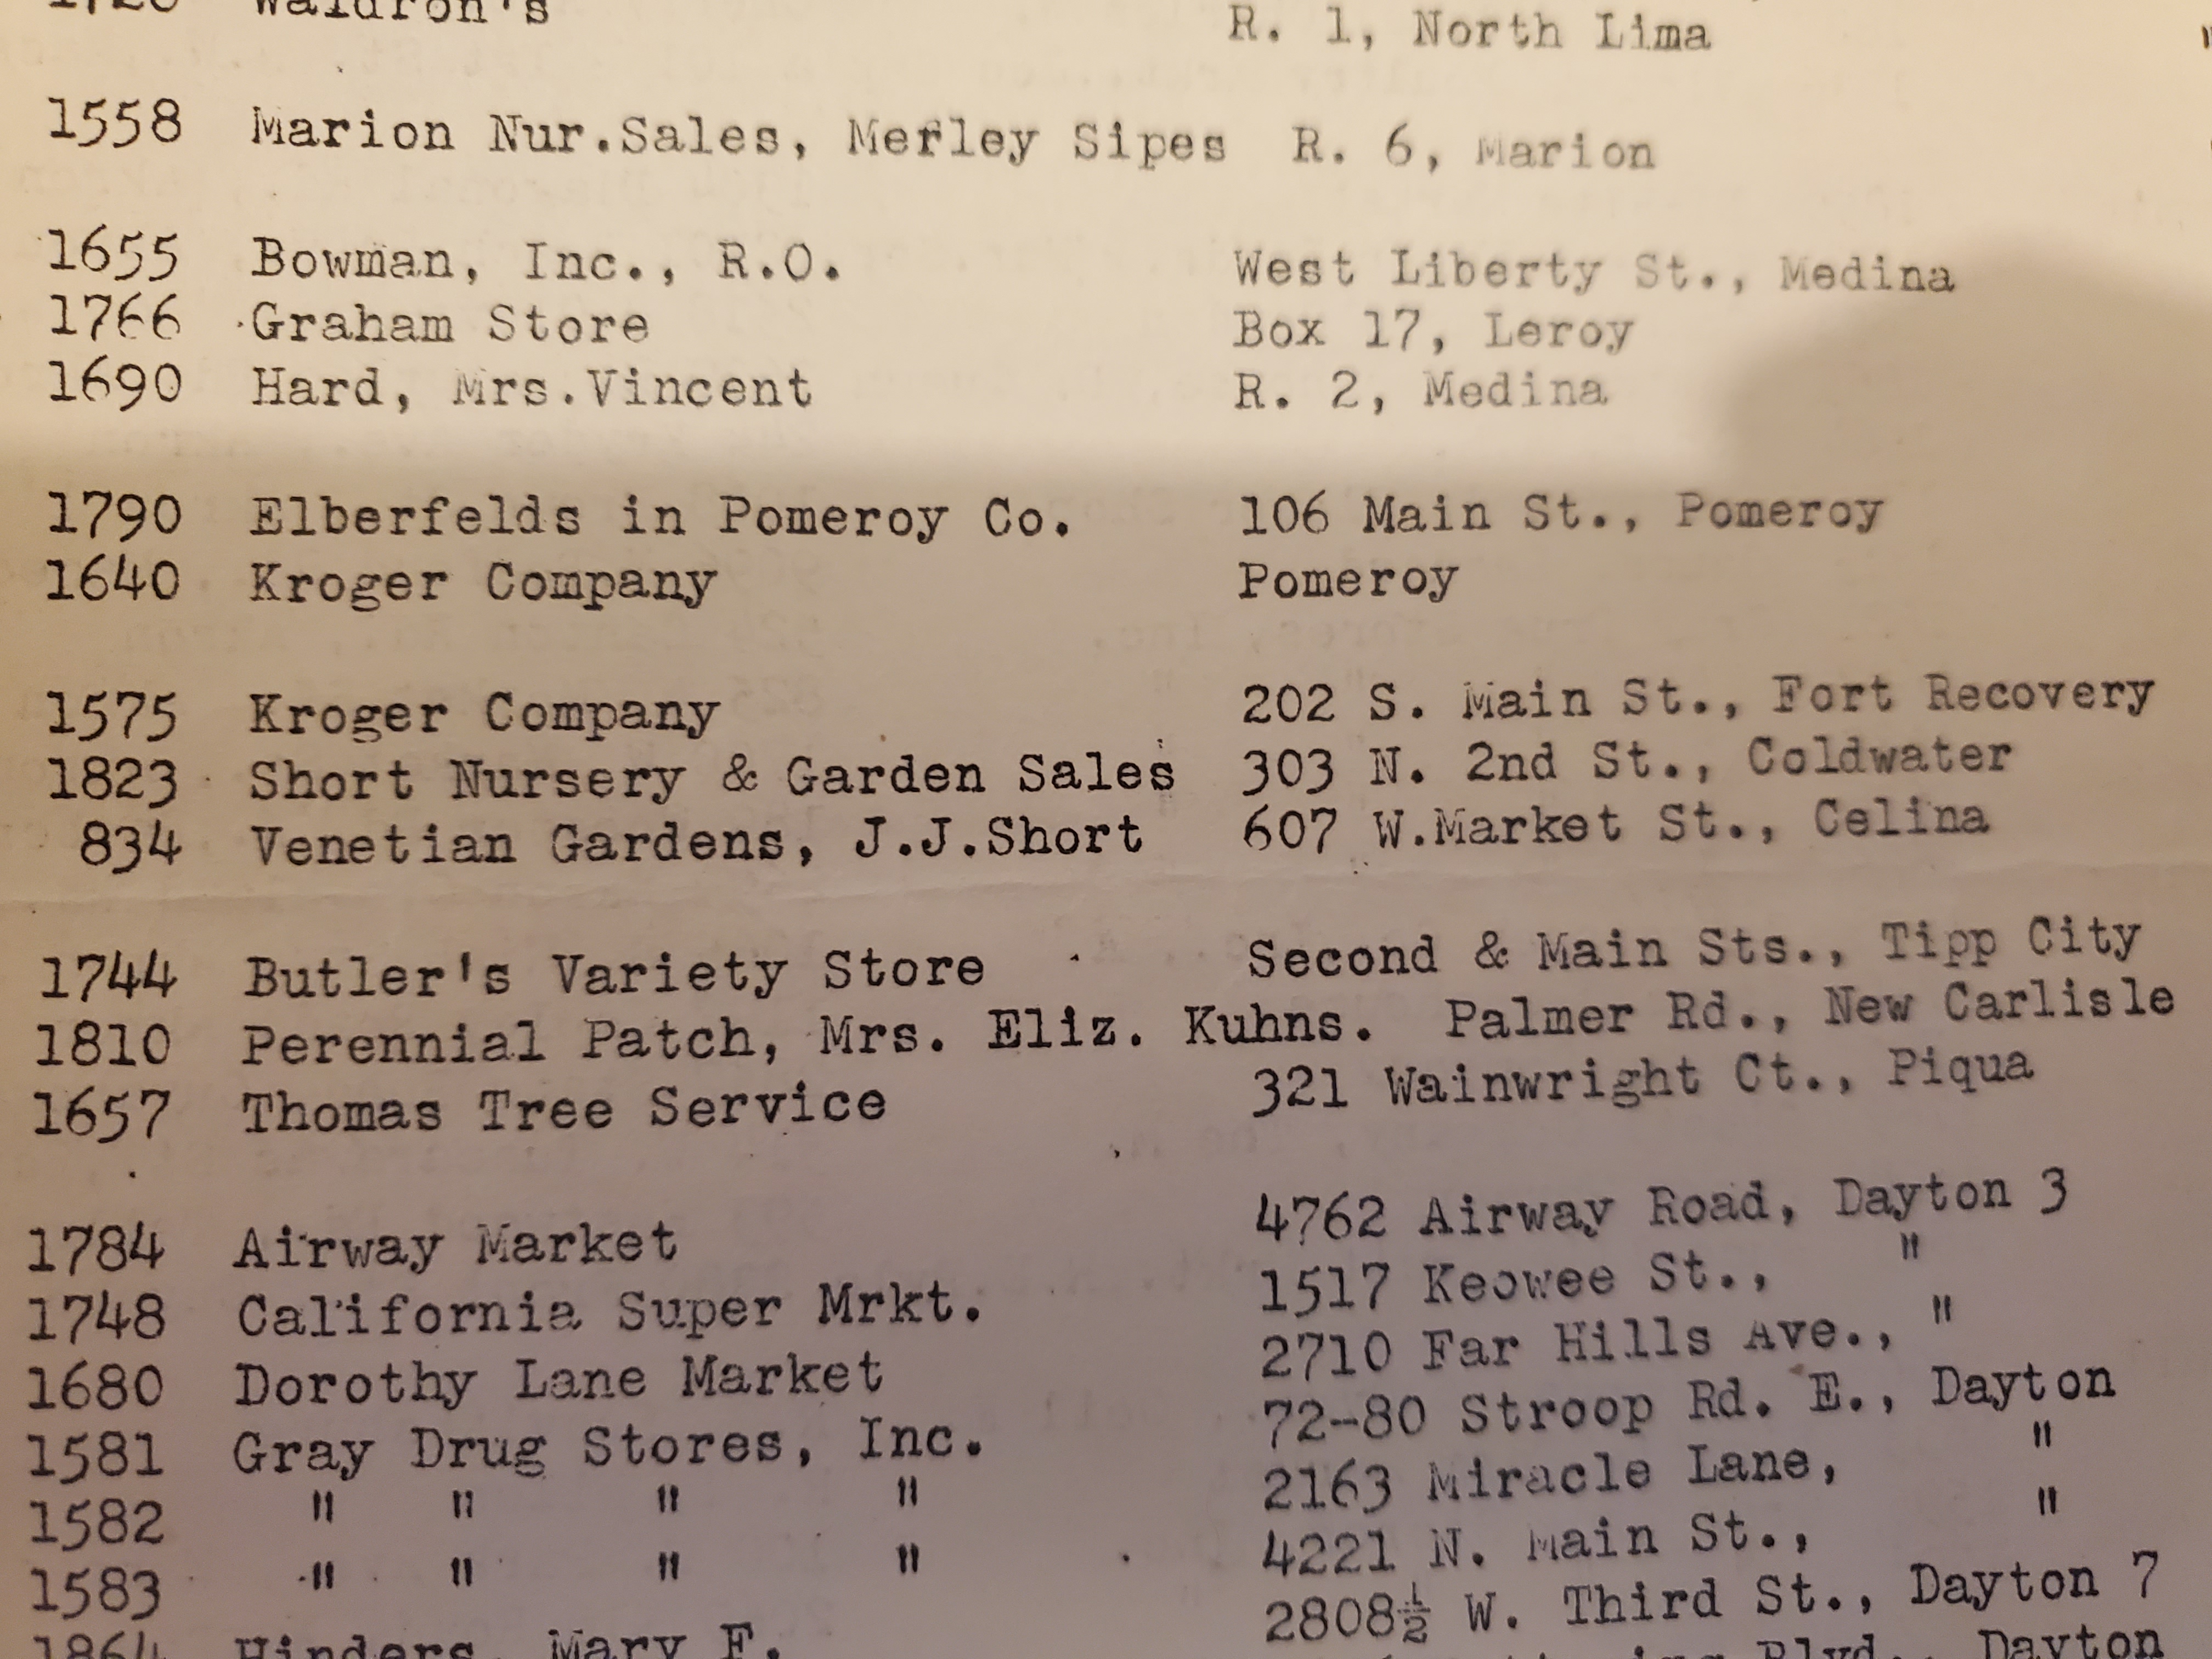 Waldron's R. 1, North Lima "
1558 Marion Nur.Sales, Merley Sipes R. 6, Marion
1655 Bowman, Inc., R.O. West Liberty St., Medina
1766 Graham Store Box 17, Leroy
1690 Hard, Mrs.Vincent R. 2, Medina
1790 Elberfelds in Pomeroy Co. 106 Main St., Pomeroy
1640 Kroger Company Pomeroy
1575 Kroger Company 202 S. Main St., Fort Recovery
1823 Short Nursery & Garden Sales 303 N. 2nd St., Coldwater
834 Venetian Gardens, J.J.Short 607 W.Market St., Celina
1744 Butler's Variety Store Second & Main Sts., Tipp City
1810 Perennial Patch, Mrs. Eliz. Kuhns. Palmer Rd., New Carlisle
1657 Thomas Tree Service 321 Wainwright Ct., Piqua
1784 Airway Market 4762 Airway Road, Dayton 3
1748 California Super Mrkt. 1517 Keowee St., "
1680 Dorothy Lane Market 2710 Far Hills Ave., "
1581 Gray Drug Stores, Inc. 72-80 Stroop Rd. E., Dayton
1582 " " " " 2163 Miracle Lane, "
1583 " " " " 4221 N. Main St., "
1864 Hinders, Mary F. 2808½ W. Third St., Dayton 7
Blvd., Dayton